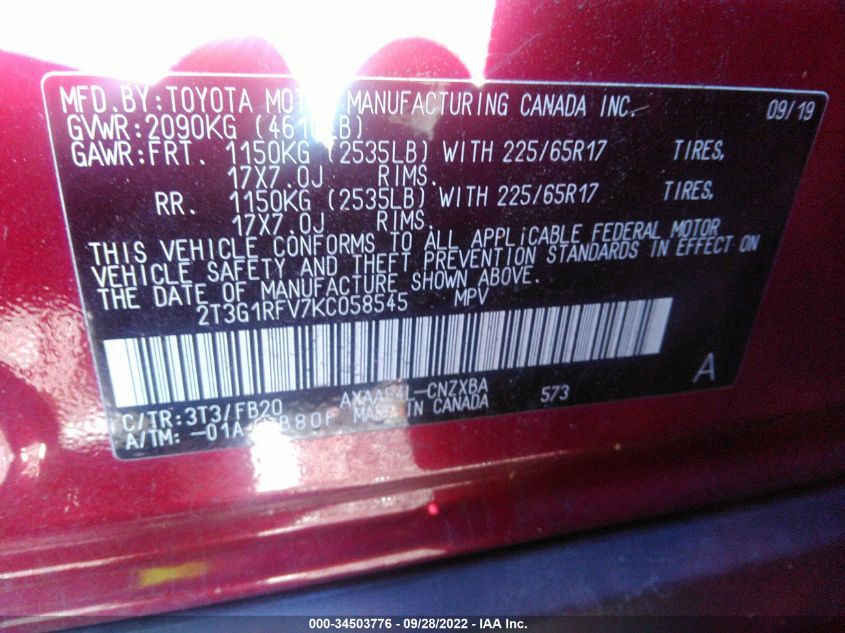 MFD. BY: TOYOTA MANUFACTURING CANADA INC. 09/19
GVWR: 2090KG
GAWR: FRT. 1150KG (2535LB) WITH 225/65R17 TIRES,
17X7.0J RIMS.
RR. 1150KG (2535LB) WITH 225/65R17 TIRES,
17X7.0J RIMS.
THIS VEHICLE CONFORMS TO ALL APPLICABLE FEDERAL MOTOR
VEHICLE SAFETY AND THEFT PREVENTION STANDARDS IN EFFECT ON
THE DATE OF MANUFACTURE SHOWN ABOVE.
2T3G1RFV7KC058545 MPV
A
C/TR: 3T3/FB20 573
A/TM: IN CANADA
000-34503776 - 09/28/2022 - IAA Inc.